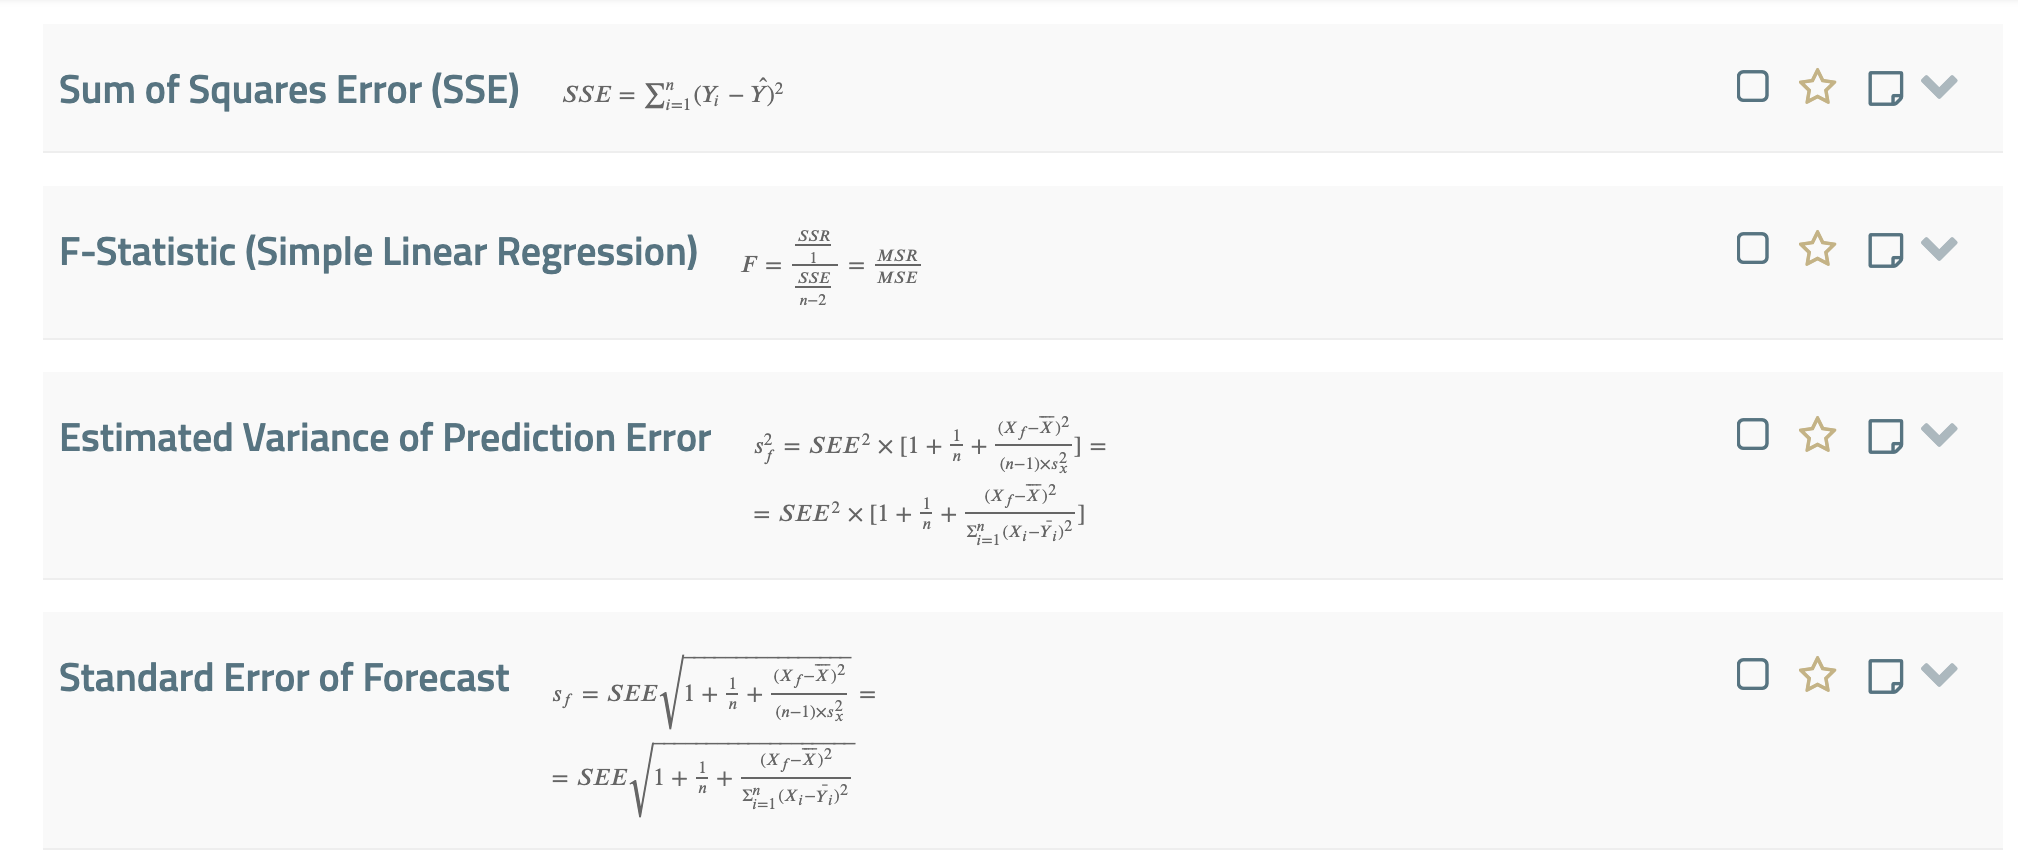 Sum of Squares Error (SSE) $SSE = \sum_{i=1}^{n}(Y_i - \hat{Y})^2$
F-Statistic (Simple Linear Regression) $F = \frac{\frac{SSR}{1}}{\frac{SSE}{n-2}} = \frac{MSR}{MSE}$
Estimated Variance of Prediction Error $s_f^2 = SEE^2 \times [1 + \frac{1}{n} + \frac{(X_f - \overline{X})^2}{(n-1) \times s_x^2}] =$
$= SEE^2 \times [1 + \frac{1}{n} + \frac{(X_f - \overline{X})^2}{\Sigma_{i=1}^{n}(X_i - \bar{Y_i})^2}]$
Standard Error of Forecast $s_f = SEE\sqrt{1 + \frac{1}{n} + \frac{(X_f - \overline{X})^2}{(n-1) \times s_x^2}} =$
$= SEE\sqrt{1 + \frac{1}{n} + \frac{(X_f - \overline{X})^2}{\Sigma_{i=1}^{n}(X_i - \bar{Y_i})^2}}$